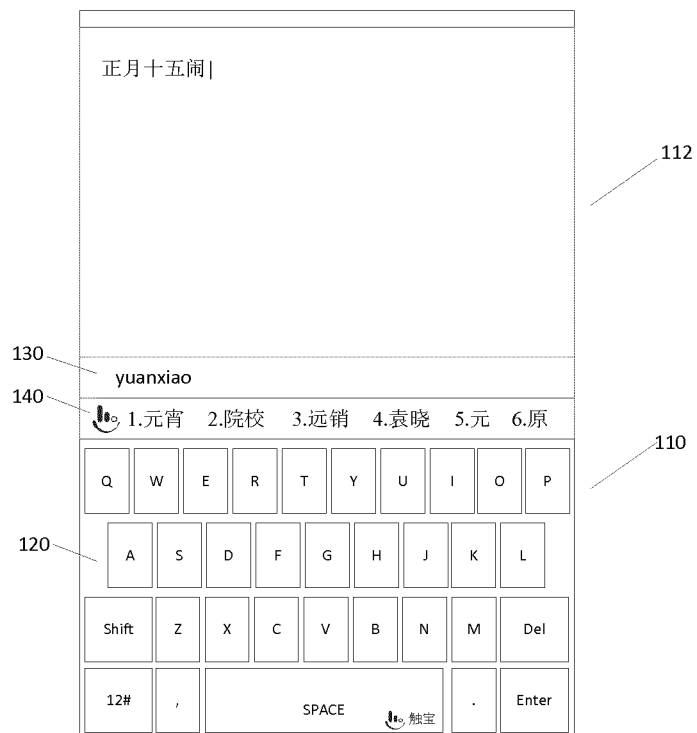 正月十五闹|
112
130
yuanxiao
140
1.元宵 2.院校 3.远销 4.袁晓 5.元 6.原
110
Q W E R T Y U I O P
120
A S D F G H J K L
Shift Z X C V B N M Del
12# , SPACE 触宝 . Enter